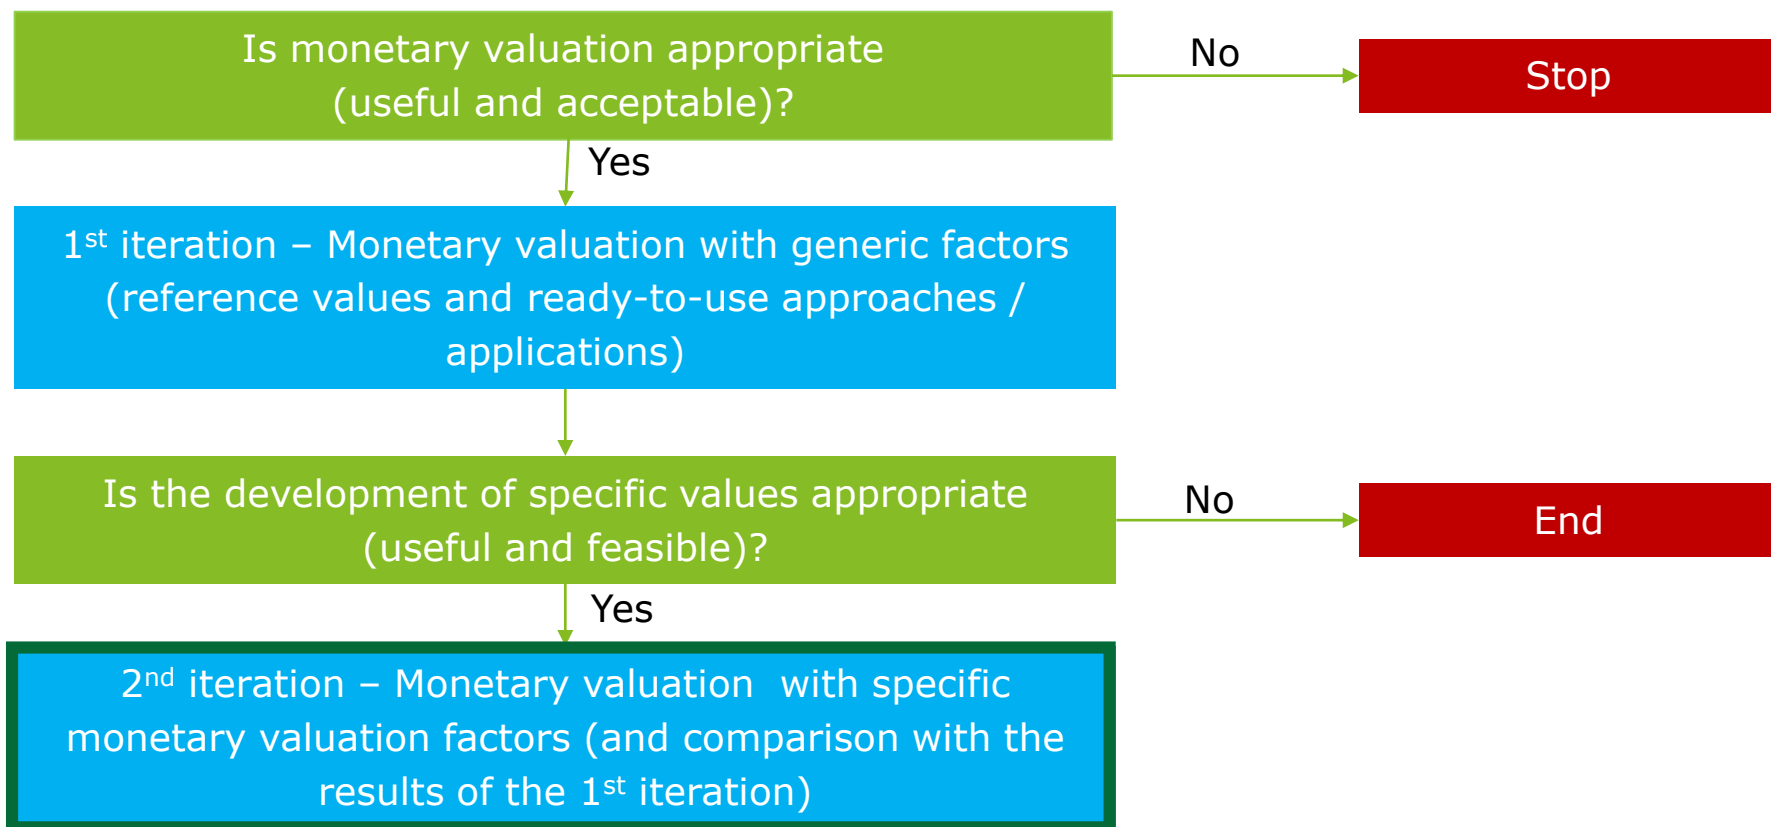 Is monetary valuation appropriate
(useful and acceptable)?
No
Stop
Yes
1st iteration – Monetary valuation with generic factors
(reference values and ready-to-use approaches /
applications)
Is the development of specific values appropriate
(useful and feasible)?
No
End
Yes
2nd iteration – Monetary valuation  with specific
monetary valuation factors (and comparison with the
results of the 1st iteration)